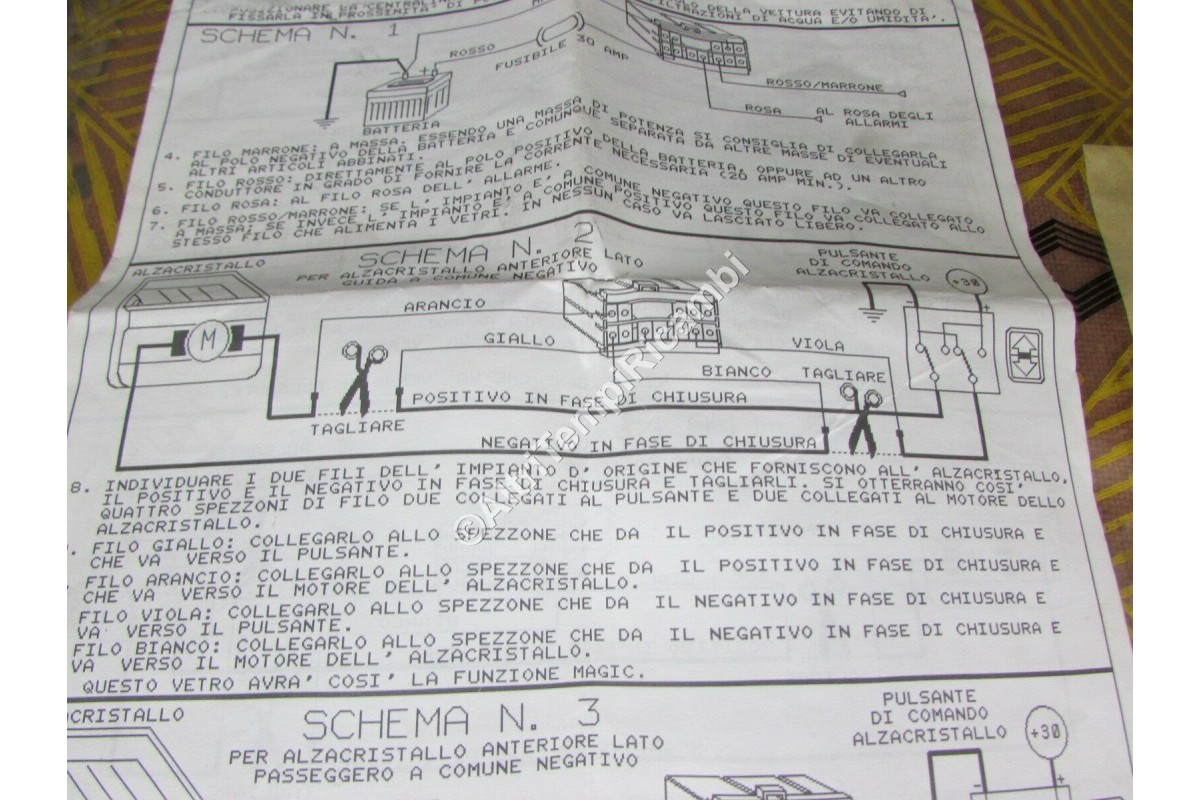 FISSARLA IN PROSSIMITA' DI
DELLA VETTURA EVITANDO DI
INFILTRAZIONI DI ACQUA E/O UMIDITA'.
SCHEMA N. 1
ROSSO
FUSIBILE 30 AMP
ROSSO/MARRONE
ROSA
AL ROSA DEGLI
ALLARMI
BATTERIA
4. FILO MARRONE: A MASSA. ESSENDO UNA MASSA DI POTENZA SI CONSIGLIA DI COLLEGARLA
AL POLO NEGATIVO DELLA BATTERIA E COMUNQUE SEPARATA DA ALTRE MASSE DI EVENTUALI
ALTRI ARTICOLI ABBINATI.
5. FILO ROSSO: DIRETTAMENTE AL POLO POSITIVO DELLA BATTERIA, OPPURE AD UN ALTRO
CONDUTTORE IN GRADO DI FORNIRE LA CORRENTE NECESSARIA (20 AMP MIN.).
6. FILO ROSA: AL FILO ROSA DELL' ALLARME.
7. FILO ROSSO/MARRONE: SE L' IMPIANTO E' A COMUNE NEGATIVO QUESTO FILO VA COLLEGATO
A MASSA; SE INVECE L' IMPIANTO E' A COMUNE POSITIVO QUESTO FILO VA COLLEGATO ALLO
STESSO FILO CHE ALIMENTA I VETRI. IN NESSUN CASO VA LASCIATO LIBERO.
SCHEMA N. 2
ALZACRISTALLO
PER ALZACRISTALLO ANTERIORE LATO
GUIDA A COMUNE NEGATIVO
PULSANTE
DI COMANDO
ALZACRISTALLO
+30
+
ARANCIO
M
GIALLO
VIOLA
BIANCO
TAGLIARE
POSITIVO IN FASE DI CHIUSURA
TAGLIARE
NEGATIVO IN FASE DI CHIUSURA
8. INDIVIDUARE I DUE FILI DELL' IMPIANTO D' ORIGINE CHE FORNISCONO ALL' ALZACRISTALLO,
IL POSITIVO E IL NEGATIVO IN FASE DI CHIUSURA E TAGLIARLI. SI OTTERRANNO COSI'
QUATTRO SPEZZONI DI FILO DUE COLLEGATI AL PULSANTE E DUE COLLEGATI AL MOTORE DELLO
ALZACRISTALLO.
FILO GIALLO: COLLEGARLO ALLO SPEZZONE CHE DA IL POSITIVO IN FASE DI CHIUSURA E
CHE VA VERSO IL PULSANTE.
FILO ARANCIO: COLLEGARLO ALLO SPEZZONE CHE DA IL POSITIVO IN FASE DI CHIUSURA E
CHE VA VERSO IL MOTORE DELL' ALZACRISTALLO.
FILO VIOLA: COLLEGARLO ALLO SPEZZONE CHE DA IL NEGATIVO IN FASE DI CHIUSURA E
VA VERSO IL PULSANTE.
FILO BIANCO: COLLEGARLO ALLO SPEZZONE CHE DA IL NEGATIVO IN FASE DI CHIUSURA E
VA VERSO IL MOTORE DELL' ALZACRISTALLO.
QUESTO VETRO AVRA' COSI' LA FUNZIONE MAGIC.
CRISTALLO
SCHEMA N. 3
PER ALZACRISTALLO ANTERIORE LATO
PASSEGGERO A COMUNE NEGATIVO
PULSANTE
DI COMANDO
ALZACRISTALLO
+30
+
©AltriTempiRicambi